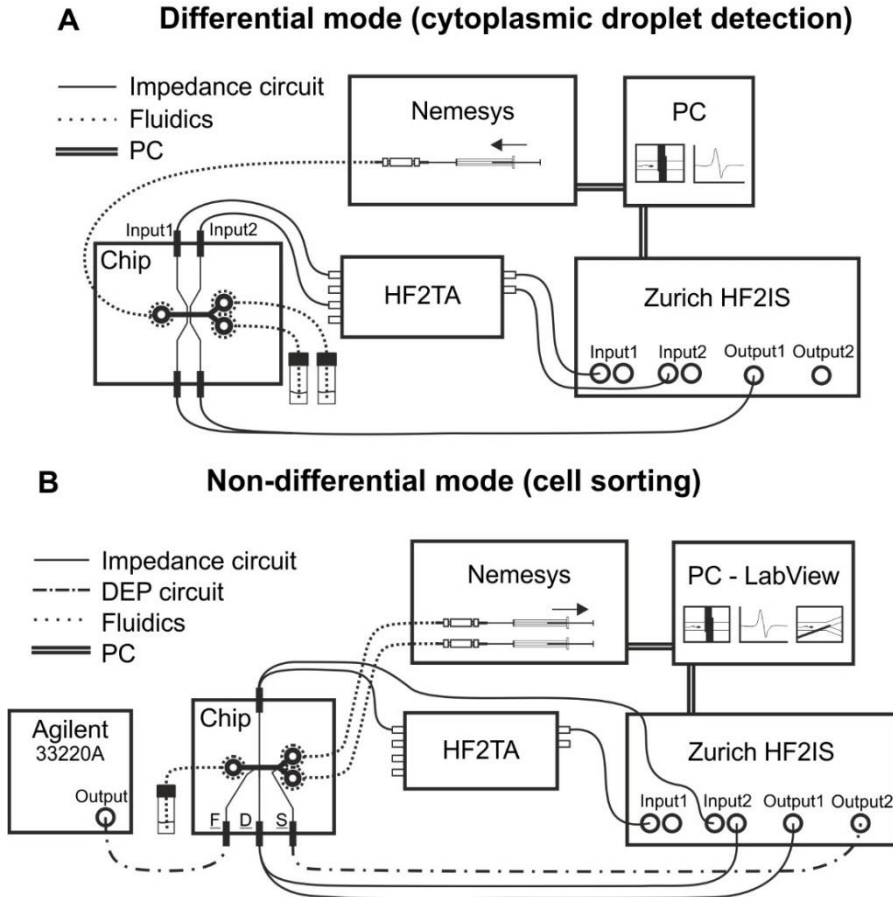 A
Differential mode (cytoplasmic droplet detection)
Impedance circuit
Fluidics
PC
Nemesys
PC
Input1
Input2
Chip
HF2TA
Zurich HF2IS
Input1
Input2
Output1
Output2
B
Non-differential mode (cell sorting)
Impedance circuit
DEP circuit
Fluidics
PC
Nemesys
PC - LabView
Agilent
33220A
Output
Chip
F
D
S
HF2TA
Zurich HF2IS
Input1
Input2
Output1
Output2